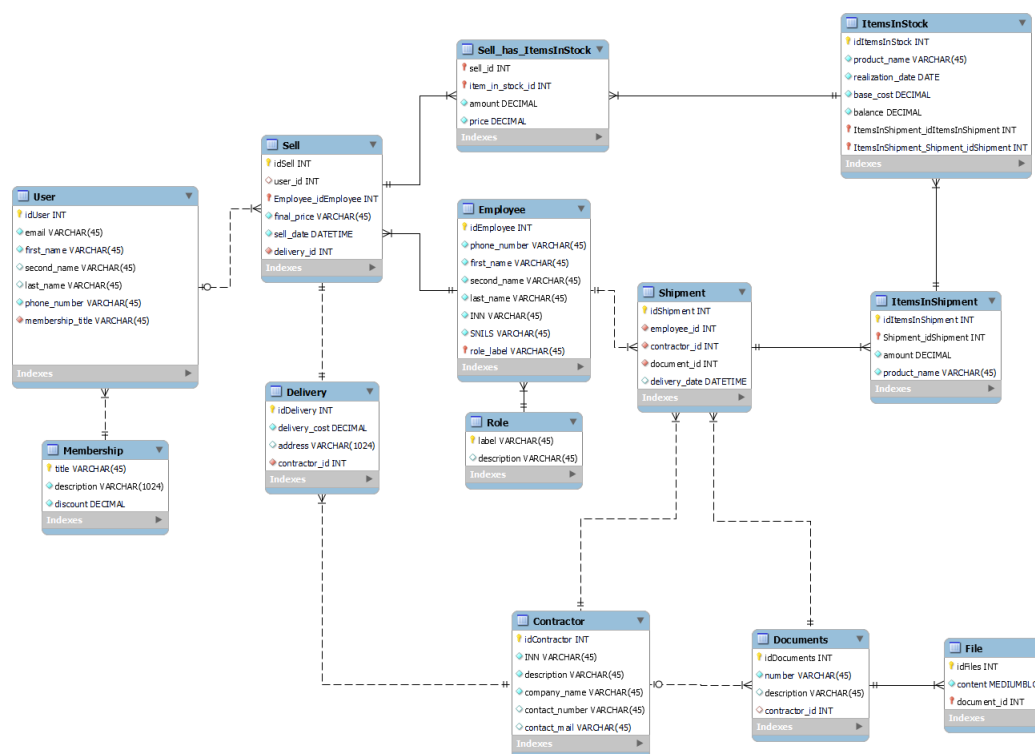 ItemsInStock
idItemsInStock INT
product_name VARCHAR(45)
realization_date DATE
base_cost DECIMAL
balance DECIMAL
ItemsInShipment_idItemsInShipment INT
ItemsInShipment_Shipment_idShipment INT
Indexes
Sell_has_ItemsInStock
sell_id INT
item_in_stock_id INT
amount DECIMAL
price DECIMAL
Indexes
Sell
idSell INT
user_id INT
Employee_idEmployee INT
final_price VARCHAR(45)
sell_date DATETIME
delivery_id INT
Indexes
User
idUser INT
email VARCHAR(45)
first_name VARCHAR(45)
second_name VARCHAR(45)
last_name VARCHAR(45)
phone_number VARCHAR(45)
membership_title VARCHAR(45)
Indexes
Employee
idEmployee INT
phone_number VARCHAR(45)
first_name VARCHAR(45)
second_name VARCHAR(45)
last_name VARCHAR(45)
INN VARCHAR(45)
SNILS VARCHAR(45)
role_label VARCHAR(45)
Indexes
Shipment
idShipment INT
employee_id INT
contractor_id INT
document_id INT
delivery_date DATETIME
Indexes
ItemsInShipment
idItemsInShipment INT
Shipment_idShipment INT
amount DECIMAL
product_name VARCHAR(45)
Indexes
Delivery
idDelivery INT
delivery_cost DECIMAL
address VARCHAR(1024)
contractor_id INT
Indexes
Role
label VARCHAR(45)
description VARCHAR(45)
Indexes
Membership
title VARCHAR(45)
description VARCHAR(1024)
discount DECIMAL
Indexes
Contractor
idContractor INT
INN VARCHAR(45)
description VARCHAR(45)
company_name VARCHAR(45)
contact_number VARCHAR(45)
contact_mail VARCHAR(45)
Indexes
Documents
idDocuments INT
number VARCHAR(45)
description VARCHAR(45)
contractor_id INT
Indexes
File
idFiles INT
content MEDIUMBLO
document_id INT
Indexes